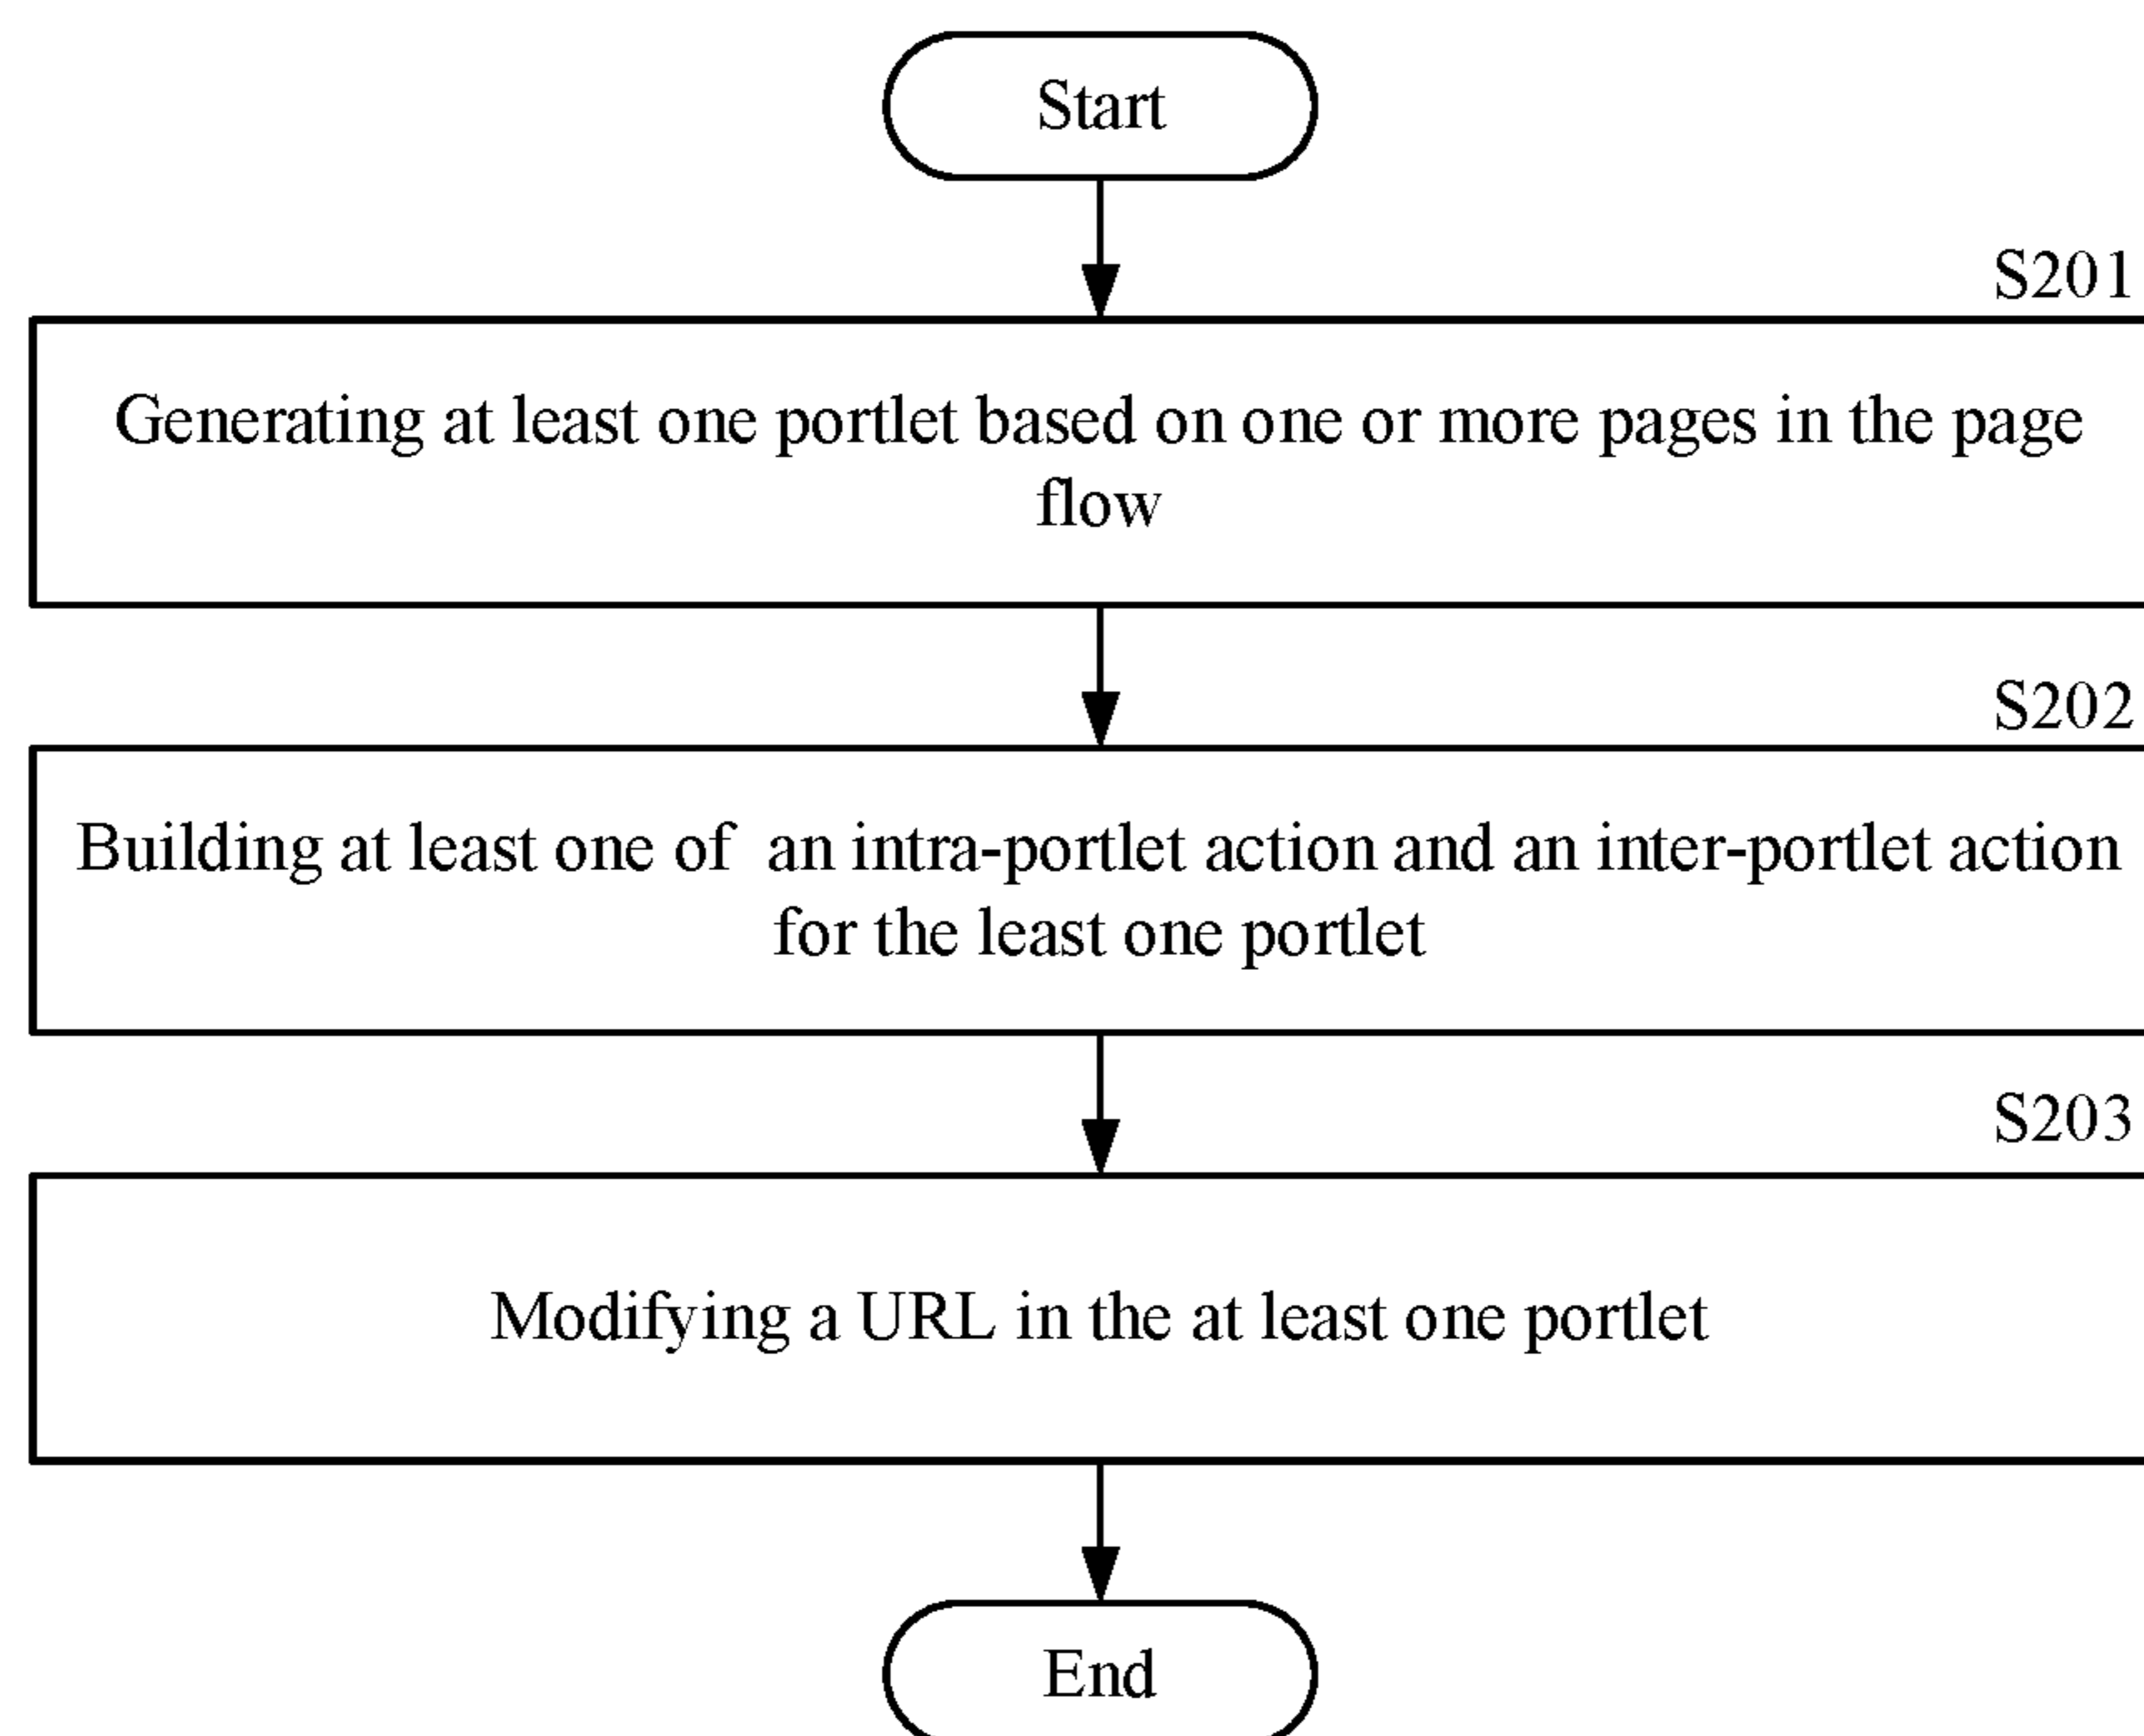 Start
S201
Generating at least one portlet based on one or more pages in the page
flow
S202
Building at least one of an intra-portlet action and an inter-portlet action
for the least one portlet
S203
Modifying a URL in the at least one portlet
End